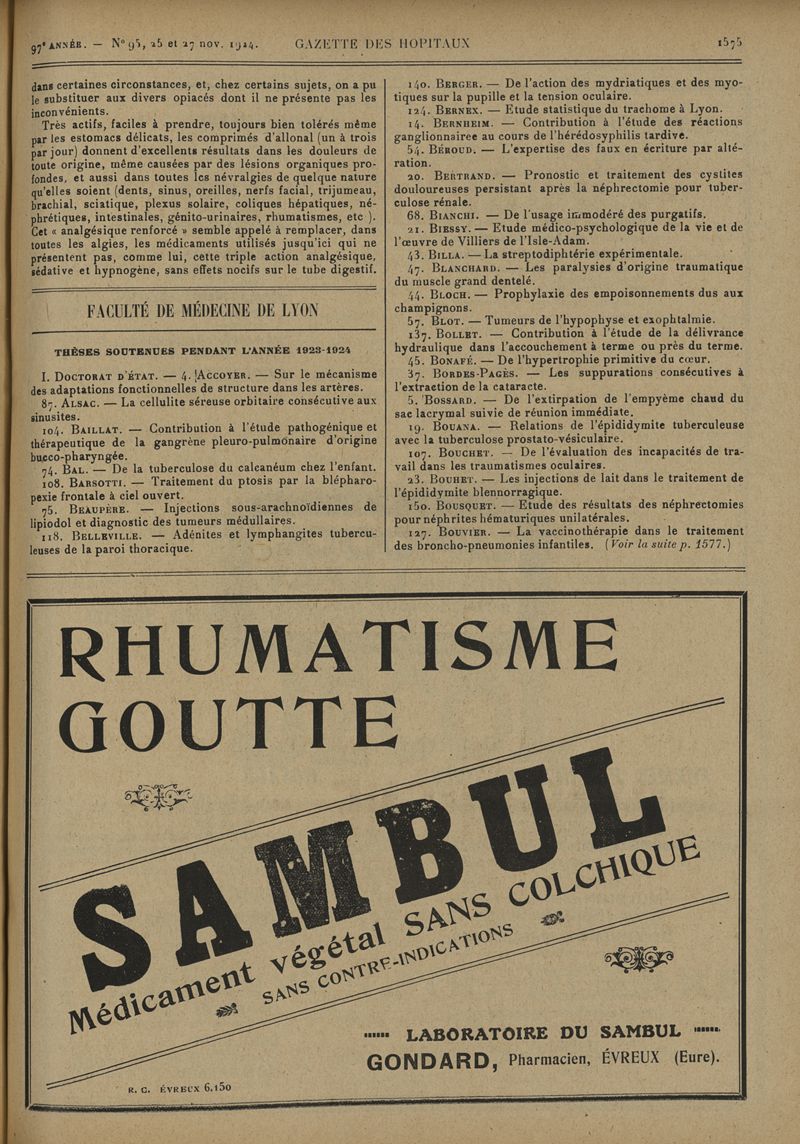 97e ANNÉE. — No 95, 25 et 27 nov. 1924.
GAZETTE DES HOPITAUX
1575
dans certaines circonstances, et, chez certains sujets, on a pu
le substituer aux divers opiacés dont il ne présente pas les
inconvénients.
Très actifs, faciles à prendre, toujours bien tolérés même
par les estomacs délicats, les comprimés d'allonal (un à trois
par jour) donnent d'excellents résultats dans les douleurs de
toute origine, même causées par des lésions organiques pro-
fondes, et aussi dans toutes les névralgies de quelque nature
qu'elles soient (dents, sinus, oreilles, nerfs facial, trijumeau,
brachial, sciatique, plexus solaire, coliques hépatiques, né-
phrétiques, intestinales, génito-urinaires, rhumatismes, etc ).
Cet « analgésique renforcé » semble appelé à remplacer, dans
toutes les algies, les médicaments utilisés jusqu'ici qui ne
présentent pas, comme lui, cette triple action analgésique,
sédative et hypnogène, sans effets nocifs sur le tube digestif.
FACULTÉ DE MÉDECINE DE LYON
THÈSES SOUTENUES PENDANT L'ANNÉE 1923-1924
I. DOCTORAT D'ÉTAT. — 4. ACCOYER. — Sur le mécanisme
des adaptations fonctionnelles de structure dans les artères.
87. ALSAC. — La cellulite séreuse orbitaire consécutive aux
sinusites.
104. BAILLAT. — Contribution à l'étude pathogénique et
thérapeutique de la gangrène pleuro-pulmonaire d'origine
bucco-pharyngée.
74. BAL. — De la tuberculose du calcanéum chez l'enfant.
108. BARSOTTI. — Traitement du ptosis par la blépharo-
pexie frontale à ciel ouvert.
75. BEAUPÈRE. — Injections sous-arachnoïdiennes de
lipiodol et diagnostic des tumeurs médullaires.
118. BELLEVILLE. — Adénites et lymphangites tubercu-
leuses de la paroi thoracique.
140. BERGER. — De l'action des mydriatiques et des myo-
tiques sur la pupille et la tension oculaire.
124. BERNEX. — Etude statistique du trachome à Lyon.
14. BERNHEIM. — Contribution à l'étude des réactions
ganglionnairee au cours de l'hérédosyphilis tardive.
54. BÉROUD. — L'expertise des faux en écriture par alté-
ration.
20. BERTRAND. — Pronostic et traitement des cystites
douloureuses persistant après la néphrectomie pour tuber-
culose rénale.
68. BIANCHI. — De l'usage immodéré des purgatifs.
21. BIESSY. — Etude médico-psychologique de la vie et de
l'œuvre de Villiers de l'Isle-Adam.
43. BILLA. — La streptodiphtérie expérimentale.
47. BLANCHARD. — Les paralysies d'origine traumatique
du muscle grand dentelé.
44. BLOCH. — Prophylaxie des empoisonnements dus aux
champignons.
57. BLOT. — Tumeurs de l'hypophyse et exophtalmie.
137. BOLLET. — Contribution à l'étude de la délivrance
hydraulique dans l'accouchement à terme ou près du terme.
45. BONAFÉ. — De l'hypertrophie primitive du cœur.
37. BORDES-PAGÈS. — Les suppurations consécutives à
l'extraction de la cataracte.
5. BOSSARD. — De l'extirpation de l'empyème chaud du
sac lacrymal suivie de réunion immédiate.
19. BOUANA. — Relations de l'épididymite tuberculeuse
avec la tuberculose prostato-vésiculaire.
107. BOUCHET. — De l'évaluation des incapacités de tra-
vail dans les traumatismes oculaires.
23. BOUHET. — Les injections de lait dans le traitement de
l'épididymite blennorragique.
150. BOUSQUET. — Etude des résultats des néphrectomies
pour néphrites hématuriques unilatérales.
127. BOUVIER. — La vaccinothérapie dans le traitement
des broncho-pneumonies infantiles. (Voir la suite p. 1577.)
RHUMATISME
GOUTTE
SAMBUL
Médicament végétal SANS COLCHIQUE
SANS CONTRE-INDICATIONS
LABORATOIRE DU SAMBUL
GONDARD, Pharmacien, ÉVREUX (Eure).
R. C. ÉVREUX 6.150